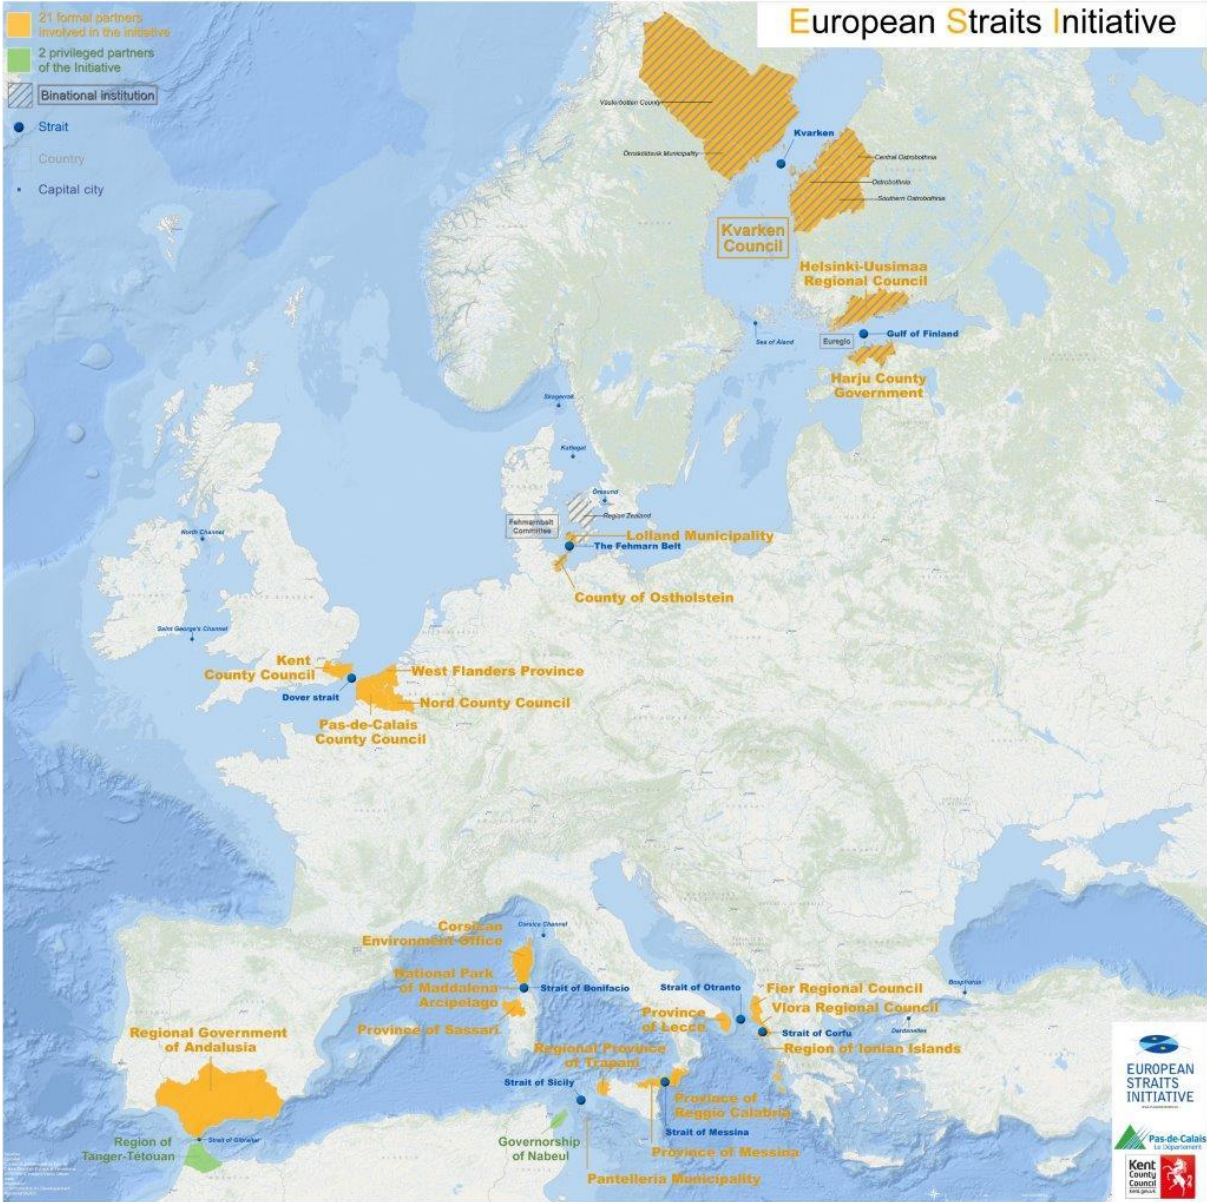 European Straits Initiative
21 formal partners
involved in the initiative
2 privileged partners
of the Initiative
Binational institution
Strait
Country
Capital city
Västerbotten County
Kvarken
Örnsköldsvik Municipality
Central Ostrobothnia
Ostrobothnia
Southern Ostrobothnia
Kvarken
Council
Helsinki-Uusimaa
Regional Council
Sea of Åland
Euregio
Gulf of Finland
Harju County
Government
Skagerrak
Kattegat
Öresund
Region Zealand
Fehmarnbelt
Committee
Lolland Municipality
The Fehmarn Belt
County of Ostholstein
North Channel
Saint George's Channel
Kent
County Council
West Flanders Province
Dover strait
Nord County Council
Pas-de-Calais
County Council
Corsican
Environment Office
Corsica Channel
National Park
of Maddalena
Arcipelago
Strait of Bonifacio
Province of Sassari
Strait of Otranto
Fier Regional Council
Vlora Regional Council
Province
of Lecce
Strait of Corfu
Region of Ionian Islands
Bosphorus
Dardanelles
Regional Government
of Andalusia
Regional Province
of Trapani
Strait of Sicily
Province of
Reggio Calabria
Strait of Messina
Province of Messina
Strait of Gibraltar
Region of
Tanger-Tétouan
Governorship
of Nabeul
Pantelleria Municipality
EUROPEAN
STRAITS
INITIATIVE
Pas-de-Calais
Le Département
Kent
County
Council
kent.gov.uk